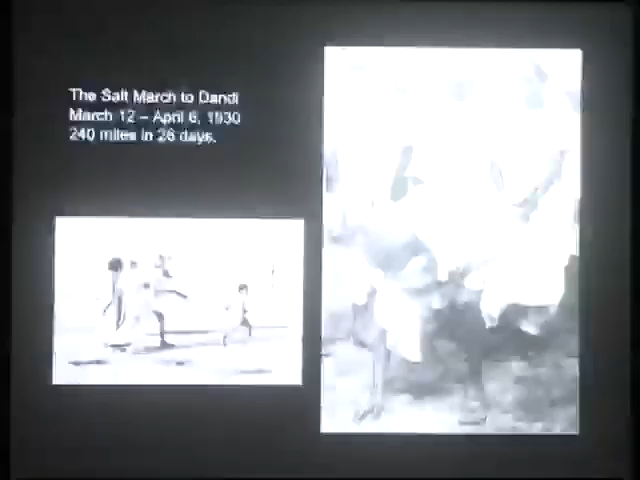 The Salt March to Dandi
March 12 – April 6, 1930
240 miles in 26 days.